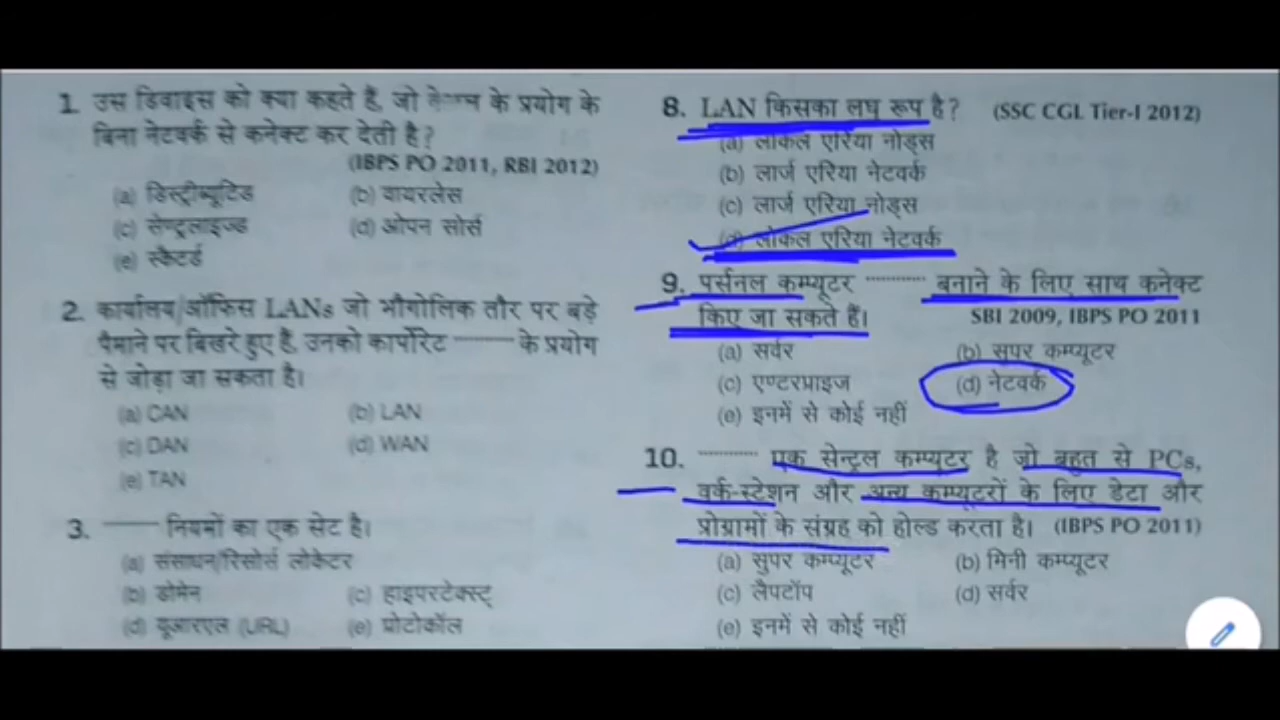 1. उस डिवाइस को क्या कहते हैं, जो के प्रयोग के
बिना नेटवर्क से कनेक्ट कर देती है?
(IBPS PO 2011, RBI 2012)
(a) डिस्ट्रीब्यूटिड (b) वायरलेस
(c) सेण्ट्रलाइज्ड (d) ओपन सोर्स
(e) स्कैटर्ड
2. कार्यालय/ऑफिस LANs जो भौगोलिक तौर पर बड़े
पैमाने पर बिखरे हुए हैं, उनको कार्पोरेट ............ के प्रयोग
से जोड़ा जा सकता है।
(a) CAN (b) LAN
(c) DAN (d) WAN
(e) TAN
3. ............ नियमों का एक सेट है।
(a) संसाधन/रिसोर्स लोकेटर
(b) डोमेन (c) हाइपरटेक्स्ट्
(d) यूआरएल (URL) (e) प्रोटोकॉल
8. LAN किसका लघु रूप है? (SSC CGL Tier-I 2012)
(a) लोकल एरिया नोड्स
(b) लार्ज एरिया नेटवर्क
(c) लार्ज एरिया नोड्स
(d) लोकल एरिया नेटवर्क
9. पर्सनल कम्प्यूटर ............ बनाने के लिए साथ कनेक्ट
किए जा सकते हैं। SBI 2009, IBPS PO 2011
(a) सर्वर (b) सुपर कम्प्यूटर
(c) एण्टरप्राइज (d) नेटवर्क
(e) इनमें से कोई नहीं
10. ............ एक सेन्ट्रल कम्प्यूटर है जो बहुत से PCs,
वर्क-स्टेशन और अन्य कम्प्यूटरों के लिए डेटा और
प्रोग्रामों के संग्रह को होल्ड करता है। (IBPS PO 2011)
(a) सुपर कम्प्यूटर (b) मिनी कम्प्यूटर
(c) लैपटॉप (d) सर्वर
(e) इनमें से कोई नहीं